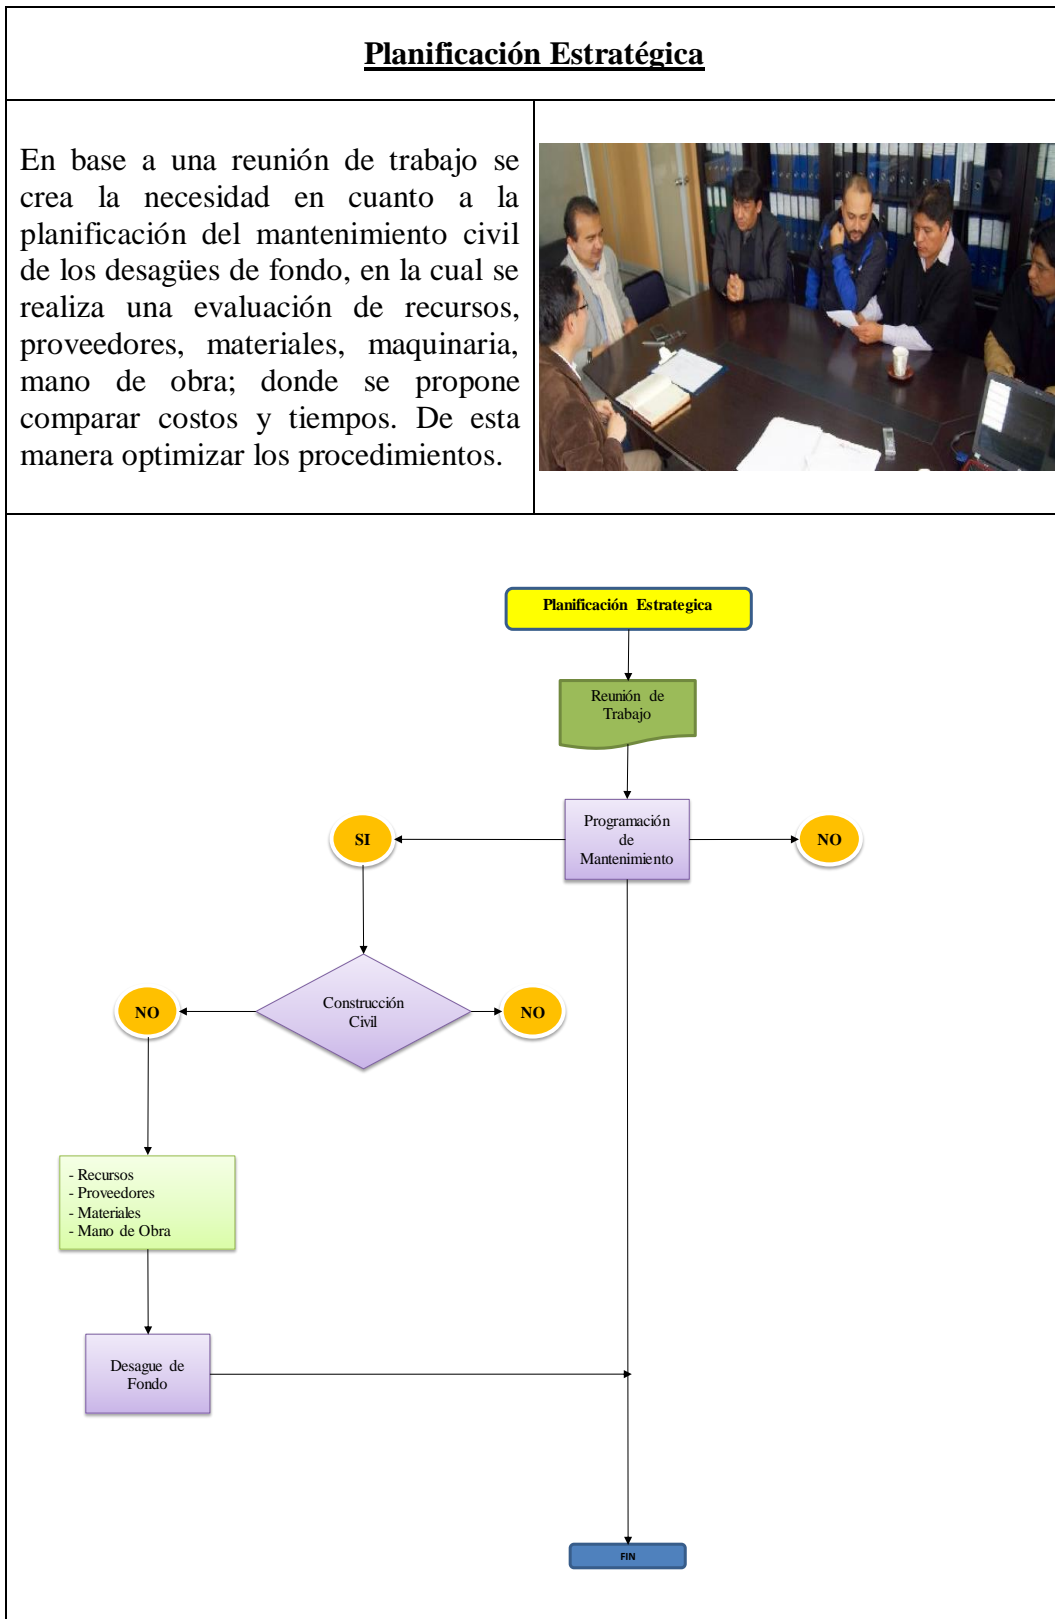 Planificación Estratégica
En base a una reunión de trabajo se
crea la necesidad en cuanto a la
planificación del mantenimiento civil
de los desagües de fondo, en la cual se
realiza una evaluación de recursos,
proveedores, materiales, maquinaria,
mano de obra; donde se propone
comparar costos y tiempos. De esta
manera optimizar los procedimientos.
Planificación Estrategica
Reunión de
Trabajo
Programación
de
Mantenimiento
SI
NO
Construcción
Civil
NO
NO
- Recursos
- Proveedores
- Materiales
- Mano de Obra
Desague de
Fondo
FIN